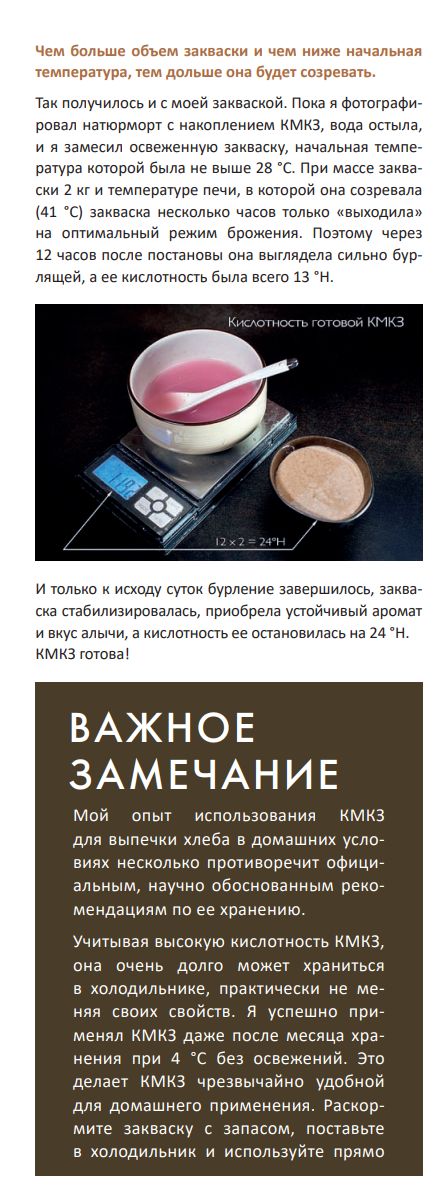 Чем больше объем закваски и чем ниже начальная
температура, тем дольше она будет созревать.
Так получилось и с моей закваской. Пока я фотографи-
ровал натюрморт с накоплением КМКЗ, вода остыла,
и я замесил освеженную закваску, начальная темпе-
ратура которой была не выше 28 °С. При массе заква-
ски 2 кг и температуре печи, в которой она созревала
(41 °С) закваска несколько часов только «выходила»
на оптимальный режим брожения. Поэтому через
12 часов после постановы она выглядела сильно бур-
лящей, а ее кислотность была всего 13 °Н.
Кислотность готовой КМКЗ
12 х 2 = 24°Н
И только к исходу суток бурление завершилось, заква-
ска стабилизировалась, приобрела устойчивый аромат
и вкус алычи, а кислотность ее остановилась на 24 °Н.
КМКЗ готова!
ВАЖНОЕ
ЗАМЕЧАНИЕ
Мой опыт использования КМКЗ
для выпечки хлеба в домашних усло-
виях несколько противоречит офици-
альным, научно обоснованным реко-
мендациям по ее хранению.
Учитывая высокую кислотность КМКЗ,
она очень долго может храниться
в холодильнике, практически не ме-
няя своих свойств. Я успешно при-
менял КМКЗ даже после месяца хра-
нения при 4 °С без освежений. Это
делает КМКЗ чрезвычайно удобной
для домашнего применения. Раскор-
мите закваску с запасом, поставьте
в холодильник и используйте прямо